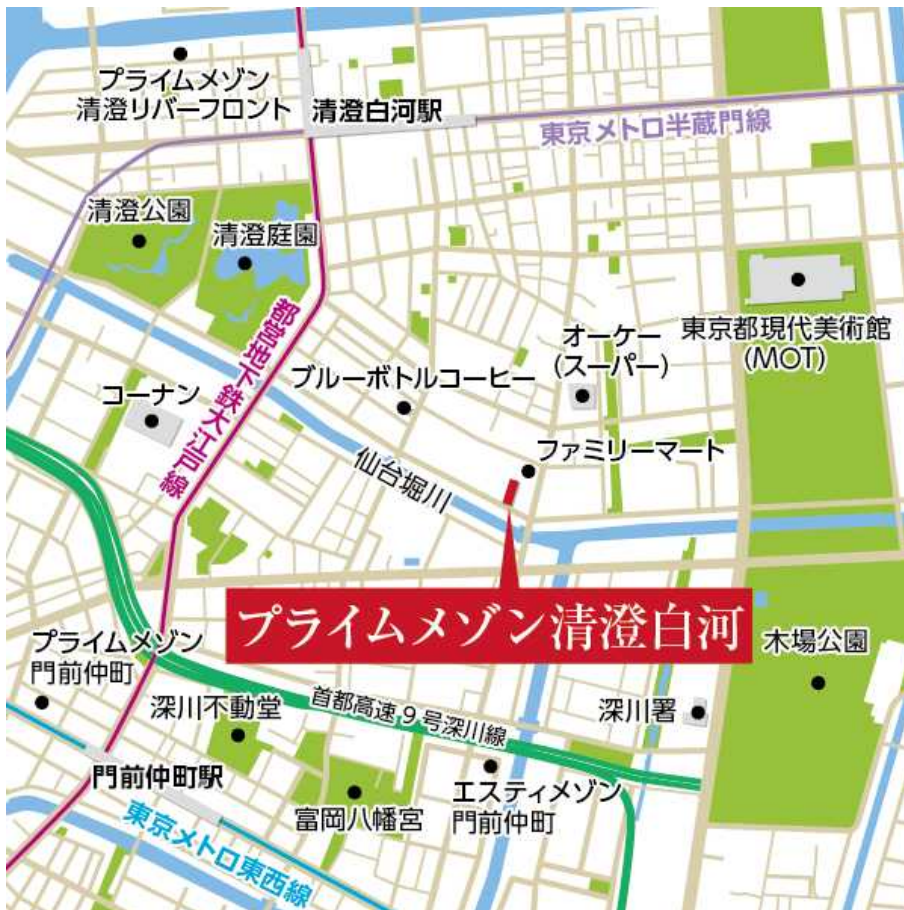 プライムメゾン
清澄リバーフロント
清澄白河駅
東京メトロ半蔵門線
清澄公園
清澄庭園
都営地下鉄大江戸線
東京都現代美術館
(MOT)
オーケー
(スーパー)
ブルーボトルコーヒー
コーナン
ファミリーマート
仙台堀川
プライムメゾン清澄白河
プライムメゾン
門前仲町
木場公園
深川不動堂
首都高速9号深川線
深川署
門前仲町駅
エスティメゾン
門前仲町
富岡八幡宮
東京メトロ東西線